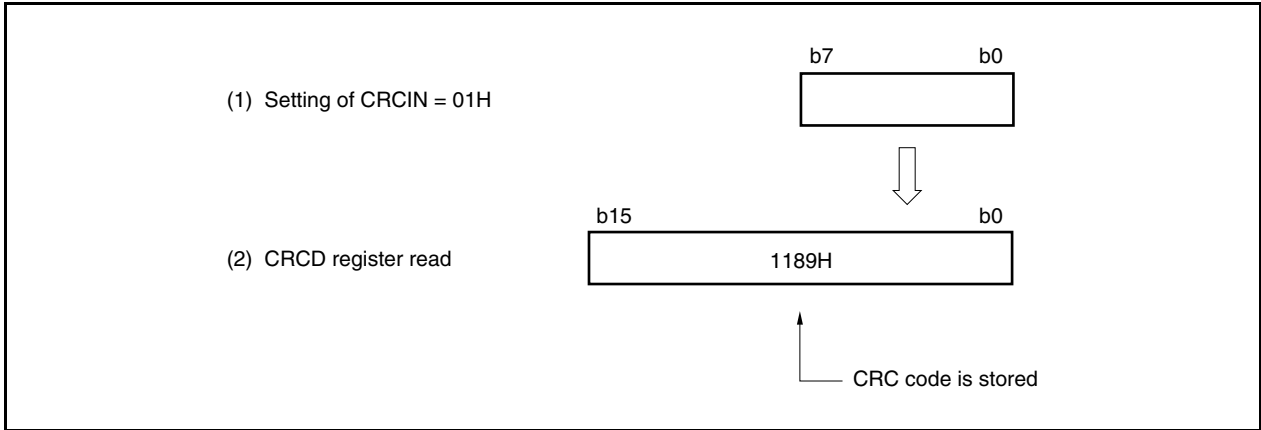 b7 b0
(1) Setting of CRCIN = 01H
b15 b0
(2) CRCD register read 1189H
CRC code is stored